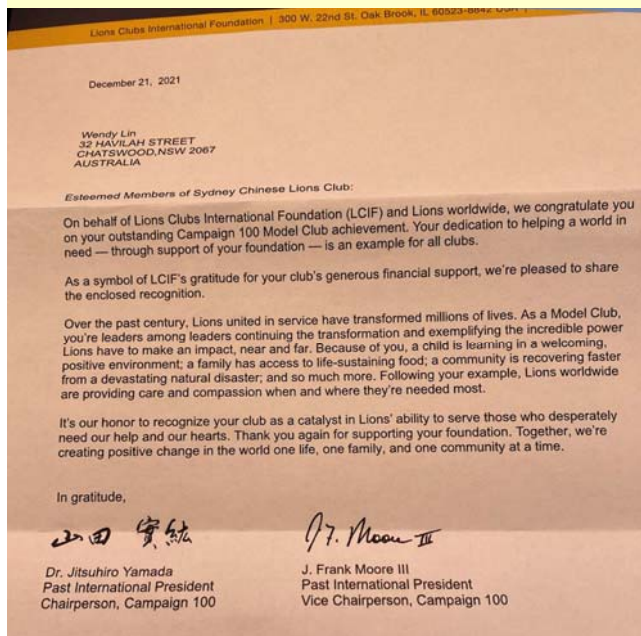 Lions Clubs International Foundation | 300 W. 22nd St. Oak Brook, IL 60523-8842 USA |
December 21, 2021
Wendy Lin
32 HAVILAH STREET
CHATSWOOD,NSW 2067
AUSTRALIA
Esteemed Members of Sydney Chinese Lions Club:
On behalf of Lions Clubs International Foundation (LCIF) and Lions worldwide, we congratulate you
on your outstanding Campaign 100 Model Club achievement. Your dedication to helping a world in
need — through support of your foundation — is an example for all clubs.
As a symbol of LCIF's gratitude for your club's generous financial support, we're pleased to share
the enclosed recognition.
Over the past century, Lions united in service have transformed millions of lives. As a Model Club,
you're leaders among leaders continuing the transformation and exemplifying the incredible power
Lions have to make an impact, near and far. Because of you, a child is learning in a welcoming,
positive environment; a family has access to life-sustaining food; a community is recovering faster
from a devastating natural disaster; and so much more. Following your example, Lions worldwide
are providing care and compassion when and where they're needed most.
It's our honor to recognize your club as a catalyst in Lions' ability to serve those who desperately
need our help and our hearts. Thank you again for supporting your foundation. Together, we're
creating positive change in the world one life, one family, and one community at a time.
In gratitude,
山田 實紘
J. F. Moore III
Dr. Jitsuhiro Yamada
Past International President
Chairperson, Campaign 100
J. Frank Moore III
Past International President
Vice Chairperson, Campaign 100